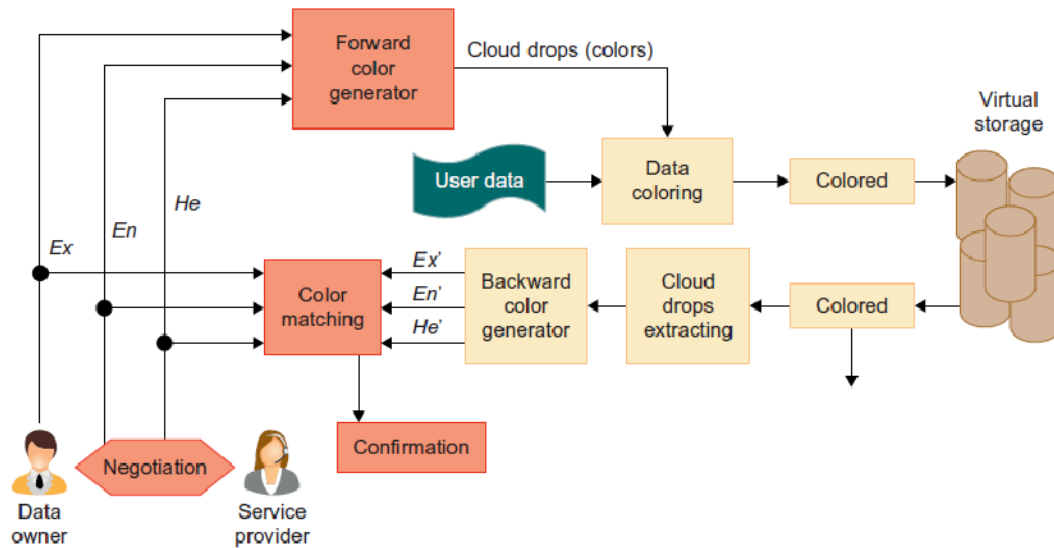 Forward
color
generator
Cloud drops (colors)
Virtual
storage
User data
Data
coloring
Colored
He
En
Ex
Ex'
En'
He'
Color
matching
Backward
color
generator
Cloud
drops
extracting
Colored
Confirmation
Negotiation
Data
owner
Service
provider